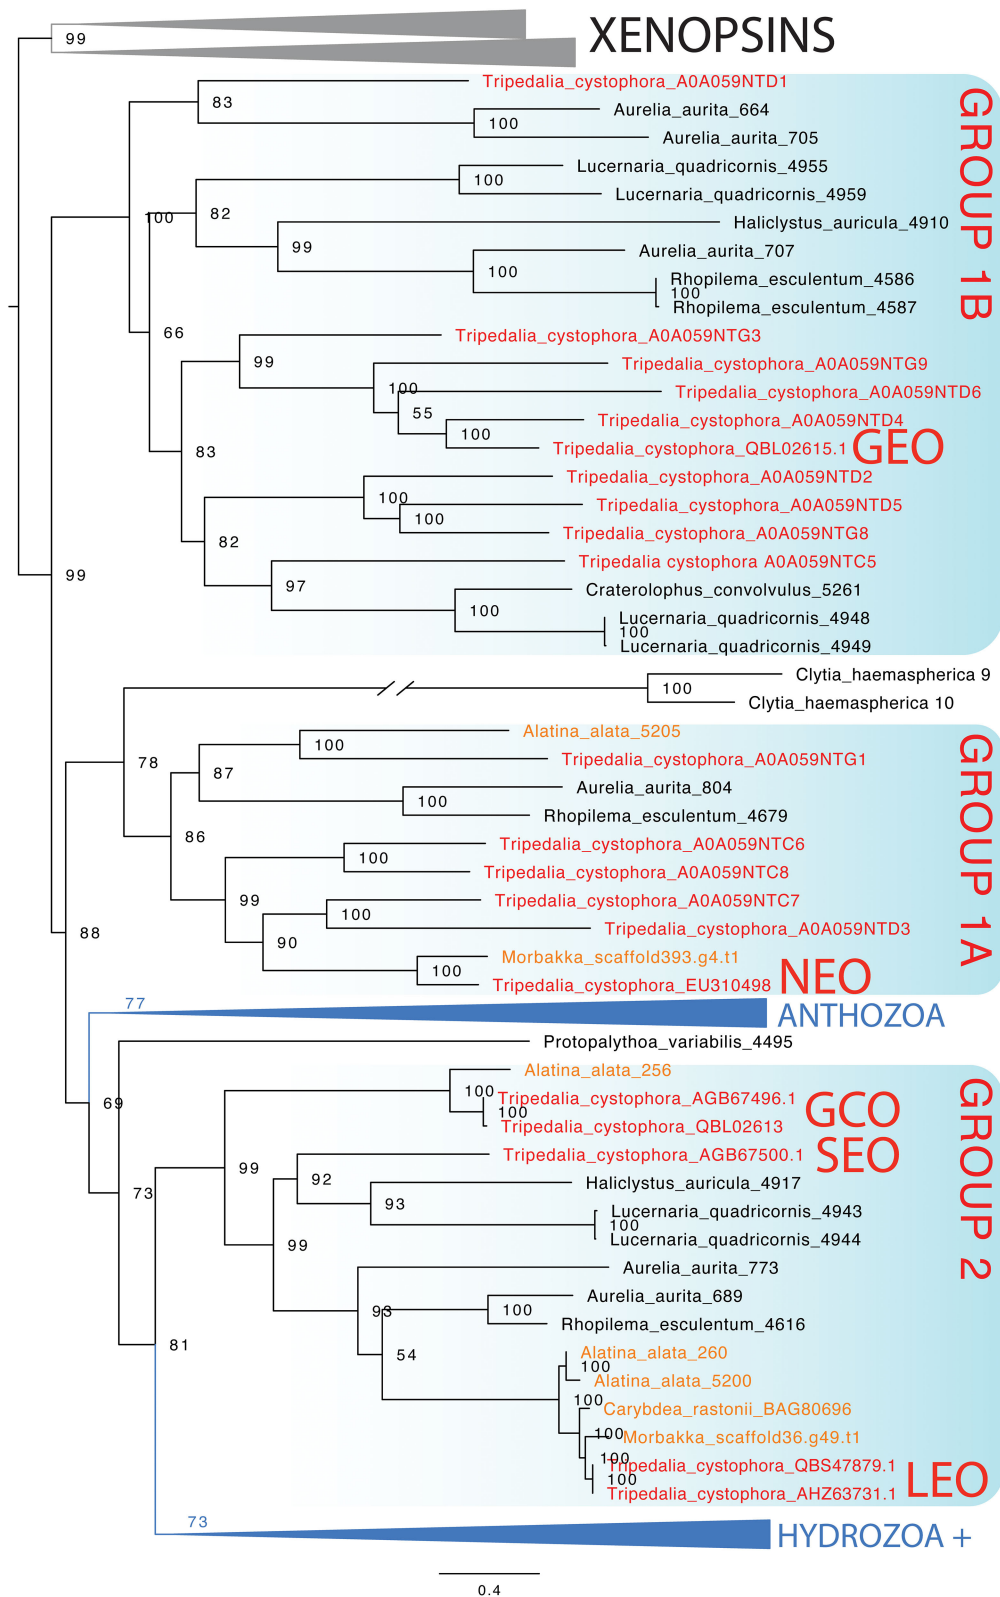 XENOPSINS
99
Tripedalia_cystophora_A0A059NTD1
83
Aurelia_aurita_664
100
Aurelia_aurita_705
GROUP 1B
Lucernaria_quadricornis_4955
100
Lucernaria_quadricornis_4959
100
82
Haliclystus_auricula_4910
99
Aurelia_aurita_707
100
Rhopilema_esculentum_4586
100
Rhopilema_esculentum_4587
66
Tripedalia_cystophora_A0A059NTG3
99
Tripedalia_cystophora_A0A059NTG9
100
Tripedalia_cystophora_A0A059NTD6
55
Tripedalia_cystophora_A0A059NTD4
100
Tripedalia_cystophora_QBL02615.1
GEO
83
Tripedalia_cystophora_A0A059NTD2
100
Tripedalia_cystophora_A0A059NTD5
100
Tripedalia_cystophora_A0A059NTG8
82
Tripedalia cystophora A0A059NTC5
97
Craterolophus_convolvulus_5261
100
Lucernaria_quadricornis_4948
100
Lucernaria_quadricornis_4949
99
Clytia_haemaspherica 9
100
Clytia_haemaspherica 10
78
Alatina_alata_5205
100
Tripedalia_cystophora_A0A059NTG1
87
Aurelia_aurita_804
100
Rhopilema_esculentum_4679
GROUP 1A
86
Tripedalia_cystophora_A0A059NTC6
100
Tripedalia_cystophora_A0A059NTC8
99
Tripedalia_cystophora_A0A059NTC7
100
Tripedalia_cystophora_A0A059NTD3
90
Morbakka_scaffold393.g4.t1
100
Tripedalia_cystophora_EU310498
NEO
88
77
ANTHOZOA
Protopalythoa_variabilis_4495
69
Alatina_alata_256
100
Tripedalia_cystophora_AGB67496.1
100
Tripedalia_cystophora_QBL02613
GCO
Tripedalia_cystophora_AGB67500.1
SEO
GROUP 2
99
92
Haliclystus_auricula_4917
93
Lucernaria_quadricornis_4943
100
Lucernaria_quadricornis_4944
73
99
Aurelia_aurita_773
93
Aurelia_aurita_689
100
Rhopilema_esculentum_4616
81
54
Alatina_alata_260
100
Alatina_alata_5200
100
Carybdea_rastonii_BAG80696
100
Morbakka_scaffold36.g49.t1
100
Tripedalia_cystophora_QBS47879.1
100
Tripedalia_cystophora_AHZ63731.1
LEO
73
HYDROZOA +
0.4